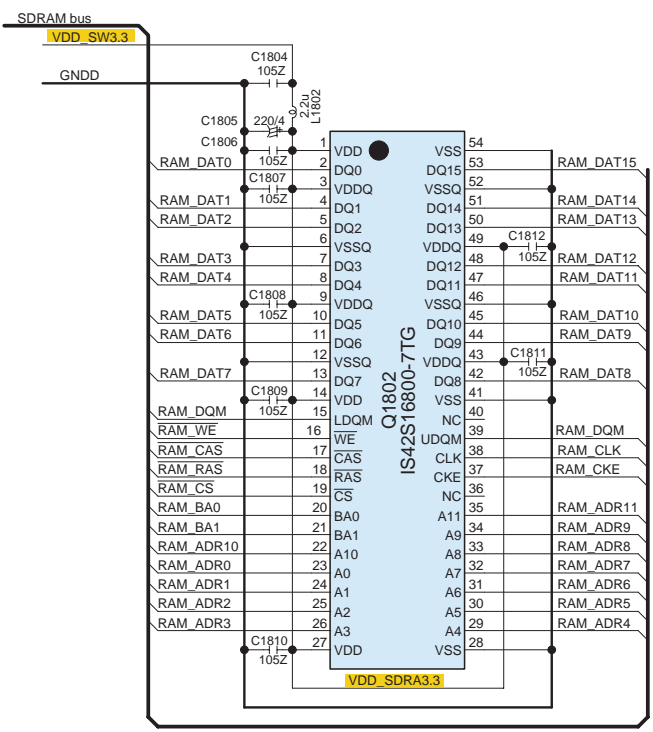 SDRAM bus
VDD_SW3.3
C1804
105Z
GNDD
2.2u
L1802
C1805 220/4
C1806
105Z
1 VDD VSS 54
RAM_DAT0 2 DQ0 DQ15 53 RAM_DAT15
C1807
105Z
3 VDDQ VSSQ 52
RAM_DAT1 4 DQ1 DQ14 51 RAM_DAT14
RAM_DAT2 5 DQ2 DQ13 50 RAM_DAT13
6 VSSQ VDDQ 49 C1812
105Z
RAM_DAT3 7 DQ3 DQ12 48 RAM_DAT12
RAM_DAT4 8 DQ4 DQ11 47 RAM_DAT11
C1808
105Z
9 VDDQ VSSQ 46
RAM_DAT5 10 DQ5 DQ10 45 RAM_DAT10
RAM_DAT6 11 DQ6 DQ9 44 RAM_DAT9
12 VSSQ VDDQ 43 C1811
105Z
RAM_DAT7 13 DQ7 DQ8 42 RAM_DAT8
C1809
105Z
14 VDD VSS 41
RAM_DQM 15 LDQM NC 40
RAM_WE 16 WE UDQM 39 RAM_DQM
RAM_CAS 17 CAS CLK 38 RAM_CLK
RAM_RAS 18 RAS CKE 37 RAM_CKE
RAM_CS 19 CS NC 36
RAM_BA0 20 BA0 A11 35 RAM_ADR11
RAM_BA1 21 BA1 A9 34 RAM_ADR9
RAM_ADR10 22 A10 A8 33 RAM_ADR8
RAM_ADR0 23 A0 A7 32 RAM_ADR7
RAM_ADR1 24 A1 A6 31 RAM_ADR6
RAM_ADR2 25 A2 A5 30 RAM_ADR5
RAM_ADR3 26 A3 A4 29 RAM_ADR4
C1810
105Z
27 VDD VSS 28
Q1802
IS42S16800-7TG
VDD_SDRA3.3